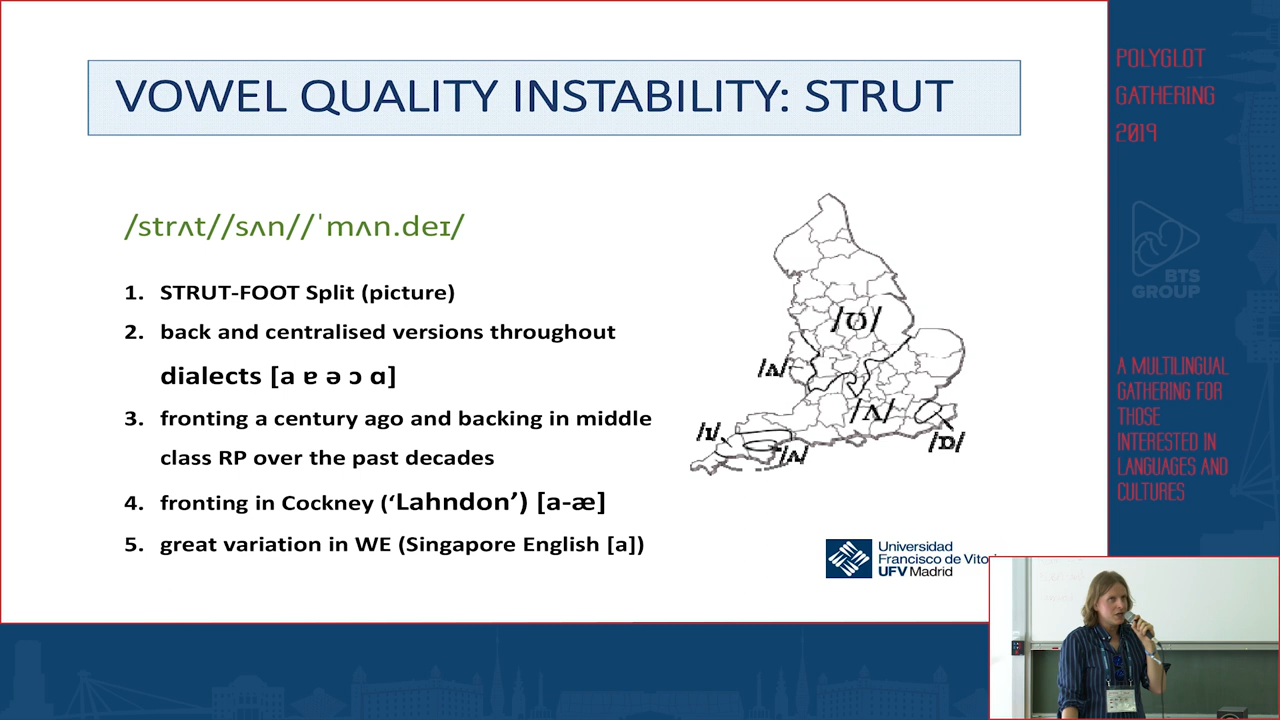 VOWEL QUALITY INSTABILITY: STRUT
/strʌt//sʌn//ˈmʌn.deɪ/
1. STRUT-FOOT Split (picture)
2. back and centralised versions throughout
dialects [a ɐ ə ɔ ɑ]
3. fronting a century ago and backing in middle
class RP over the past decades
4. fronting in Cockney (‘Lahndon’) [a-æ]
5. great variation in WE (Singapore English [a])
/ʊ/
/ʌ/
/ʌ/
/ɪ/
/ʌ/
/ɒ/
Universidad
Francisco de Vito
UFV Madrid
POLYGLOT
GATHERING
2019
BTS
GROUP
A MULTILINGUAL
GATHERING FOR
THOSE
INTERESTED IN
LANGUAGES AND
CULTURES